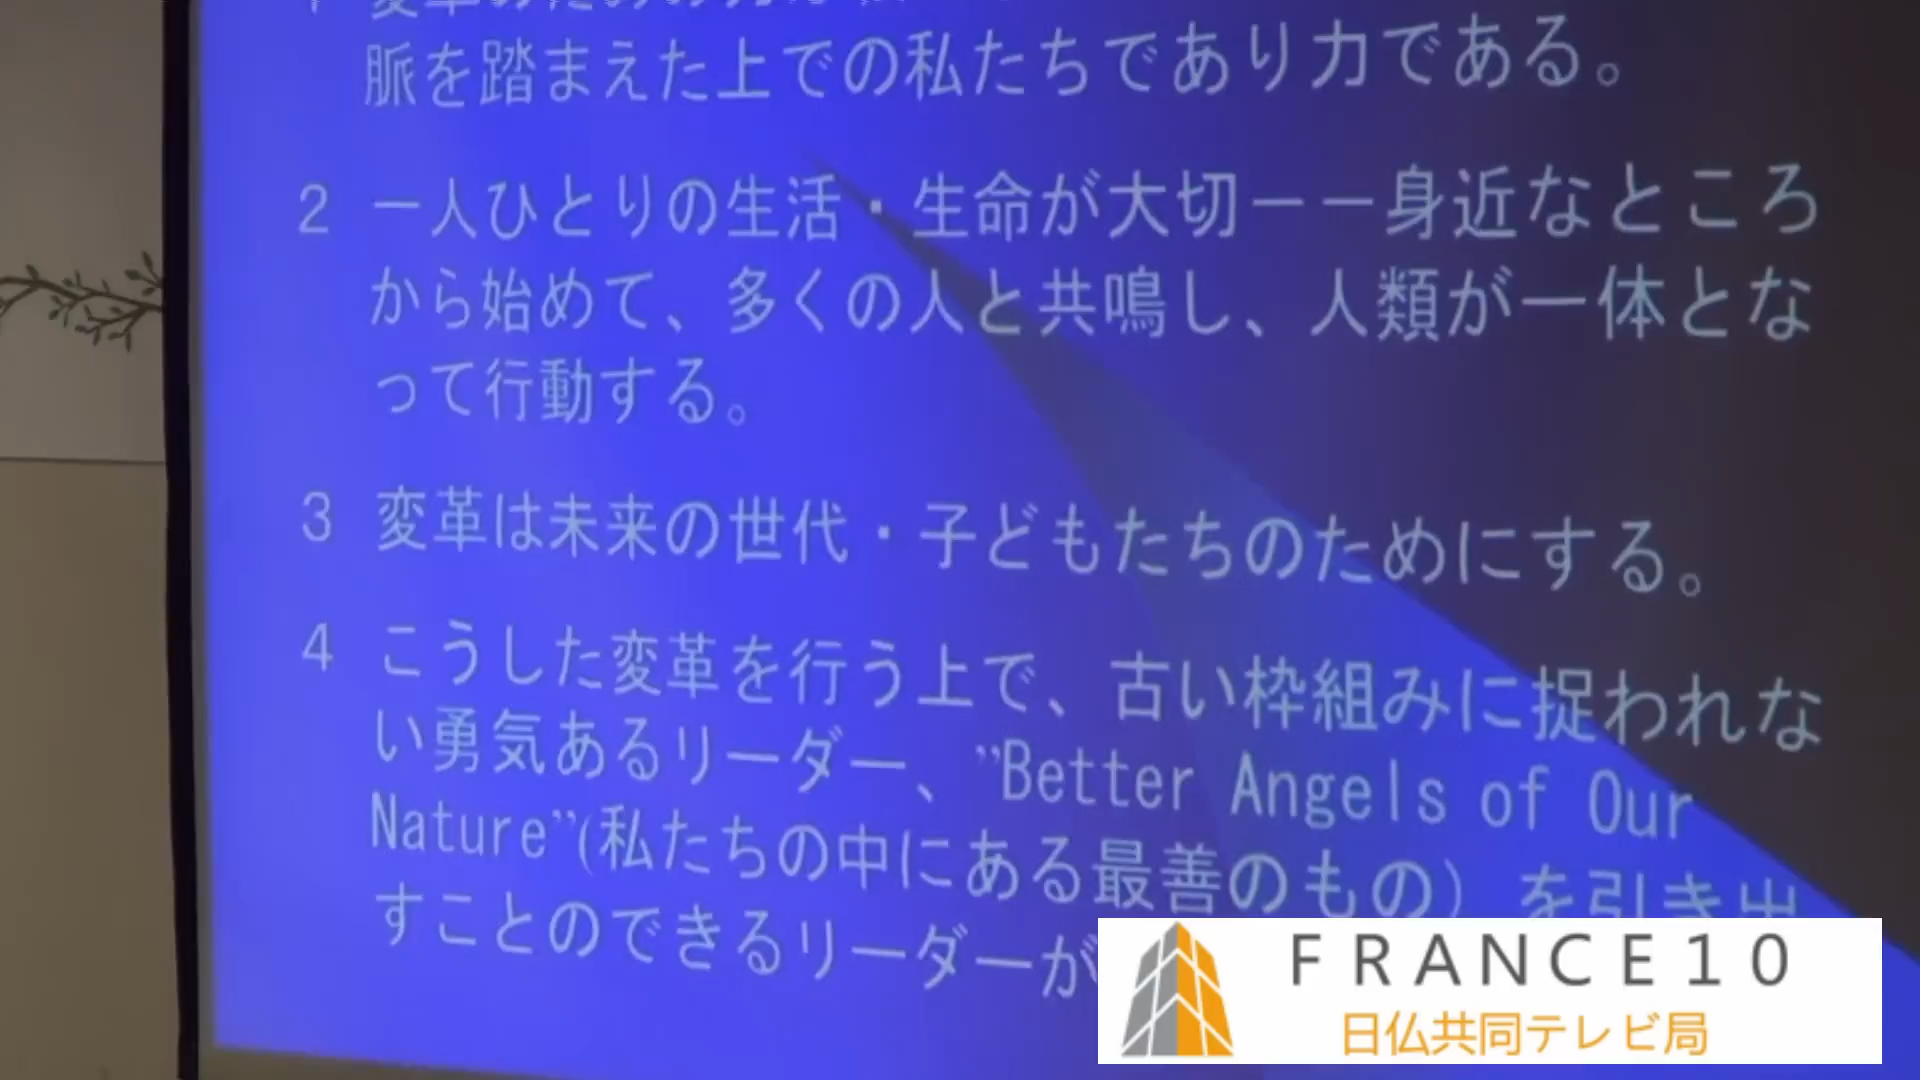 脈を踏まえた上での私たちであり力である。
2 一人ひとりの生活・生命が大切ーー身近なところ
から始めて、多くの人と共鳴し、人類が一体とな
って行動する。
3 変革は未来の世代・子どもたちのためにする。
4 こうした変革を行う上で、古い枠組みに捉われな
い勇気あるリーダー、”Better Angels of Our
Nature”(私たちの中にある最善のもの）を引き出
すことのできるリーダーが
FRANCE10
日仏共同テレビ局